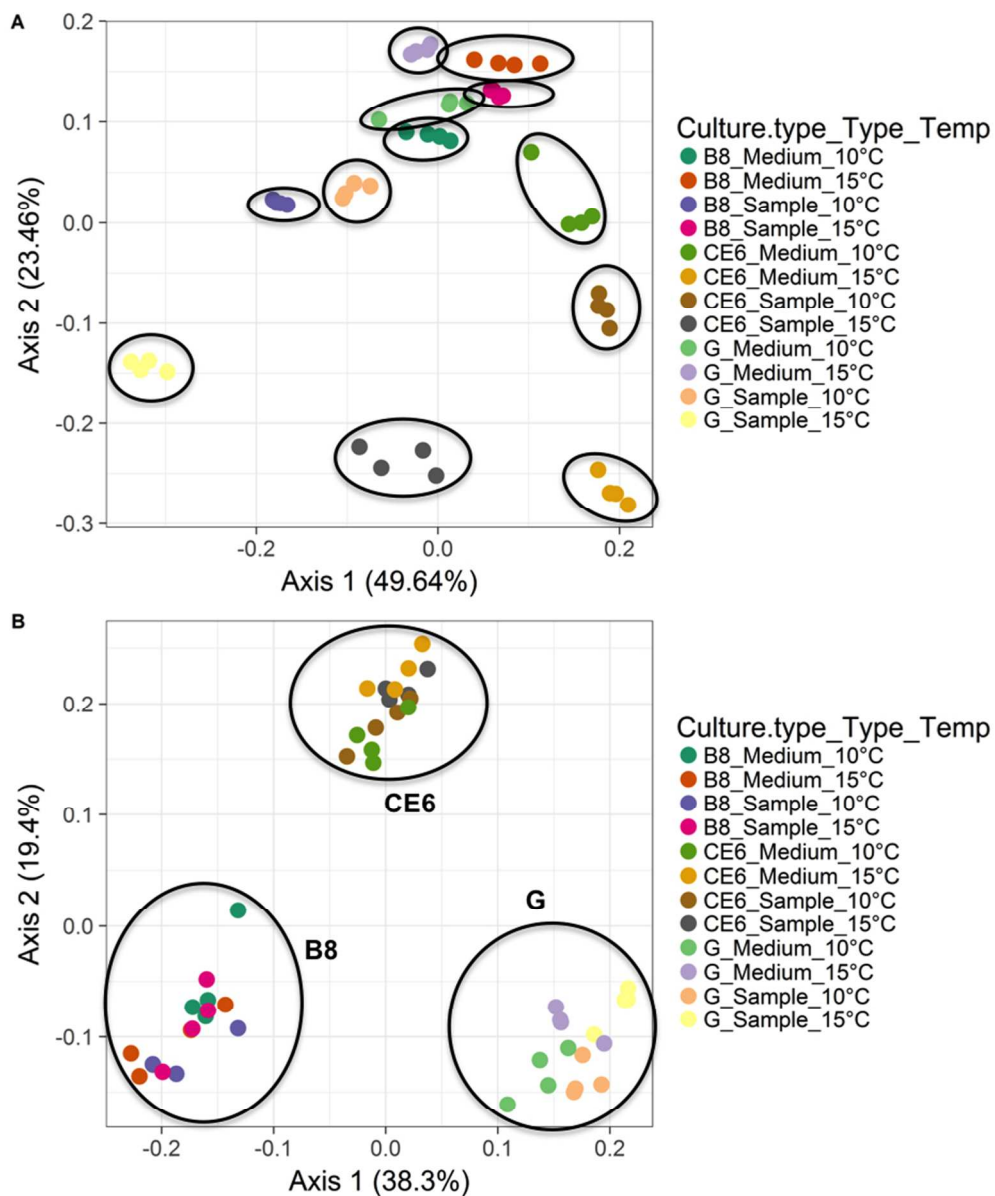 A
0.2
0.1
0.0
-0.1
-0.2
-0.3
Axis 2 (23.46%)
-0.2 0.0 0.2
Axis 1 (49.64%)
Culture.type_Type_Temp
B8_Medium_10°C
B8_Medium_15°C
B8_Sample_10°C
B8_Sample_15°C
CE6_Medium_10°C
CE6_Medium_15°C
CE6_Sample_10°C
CE6_Sample_15°C
G_Medium_10°C
G_Medium_15°C
G_Sample_10°C
G_Sample_15°C
B
0.2
0.1
0.0
-0.1
Axis 2 (19.4%)
CE6
G
B8
-0.2 -0.1 0.0 0.1 0.2
Axis 1 (38.3%)
Culture.type_Type_Temp
B8_Medium_10°C
B8_Medium_15°C
B8_Sample_10°C
B8_Sample_15°C
CE6_Medium_10°C
CE6_Medium_15°C
CE6_Sample_10°C
CE6_Sample_15°C
G_Medium_10°C
G_Medium_15°C
G_Sample_10°C
G_Sample_15°C